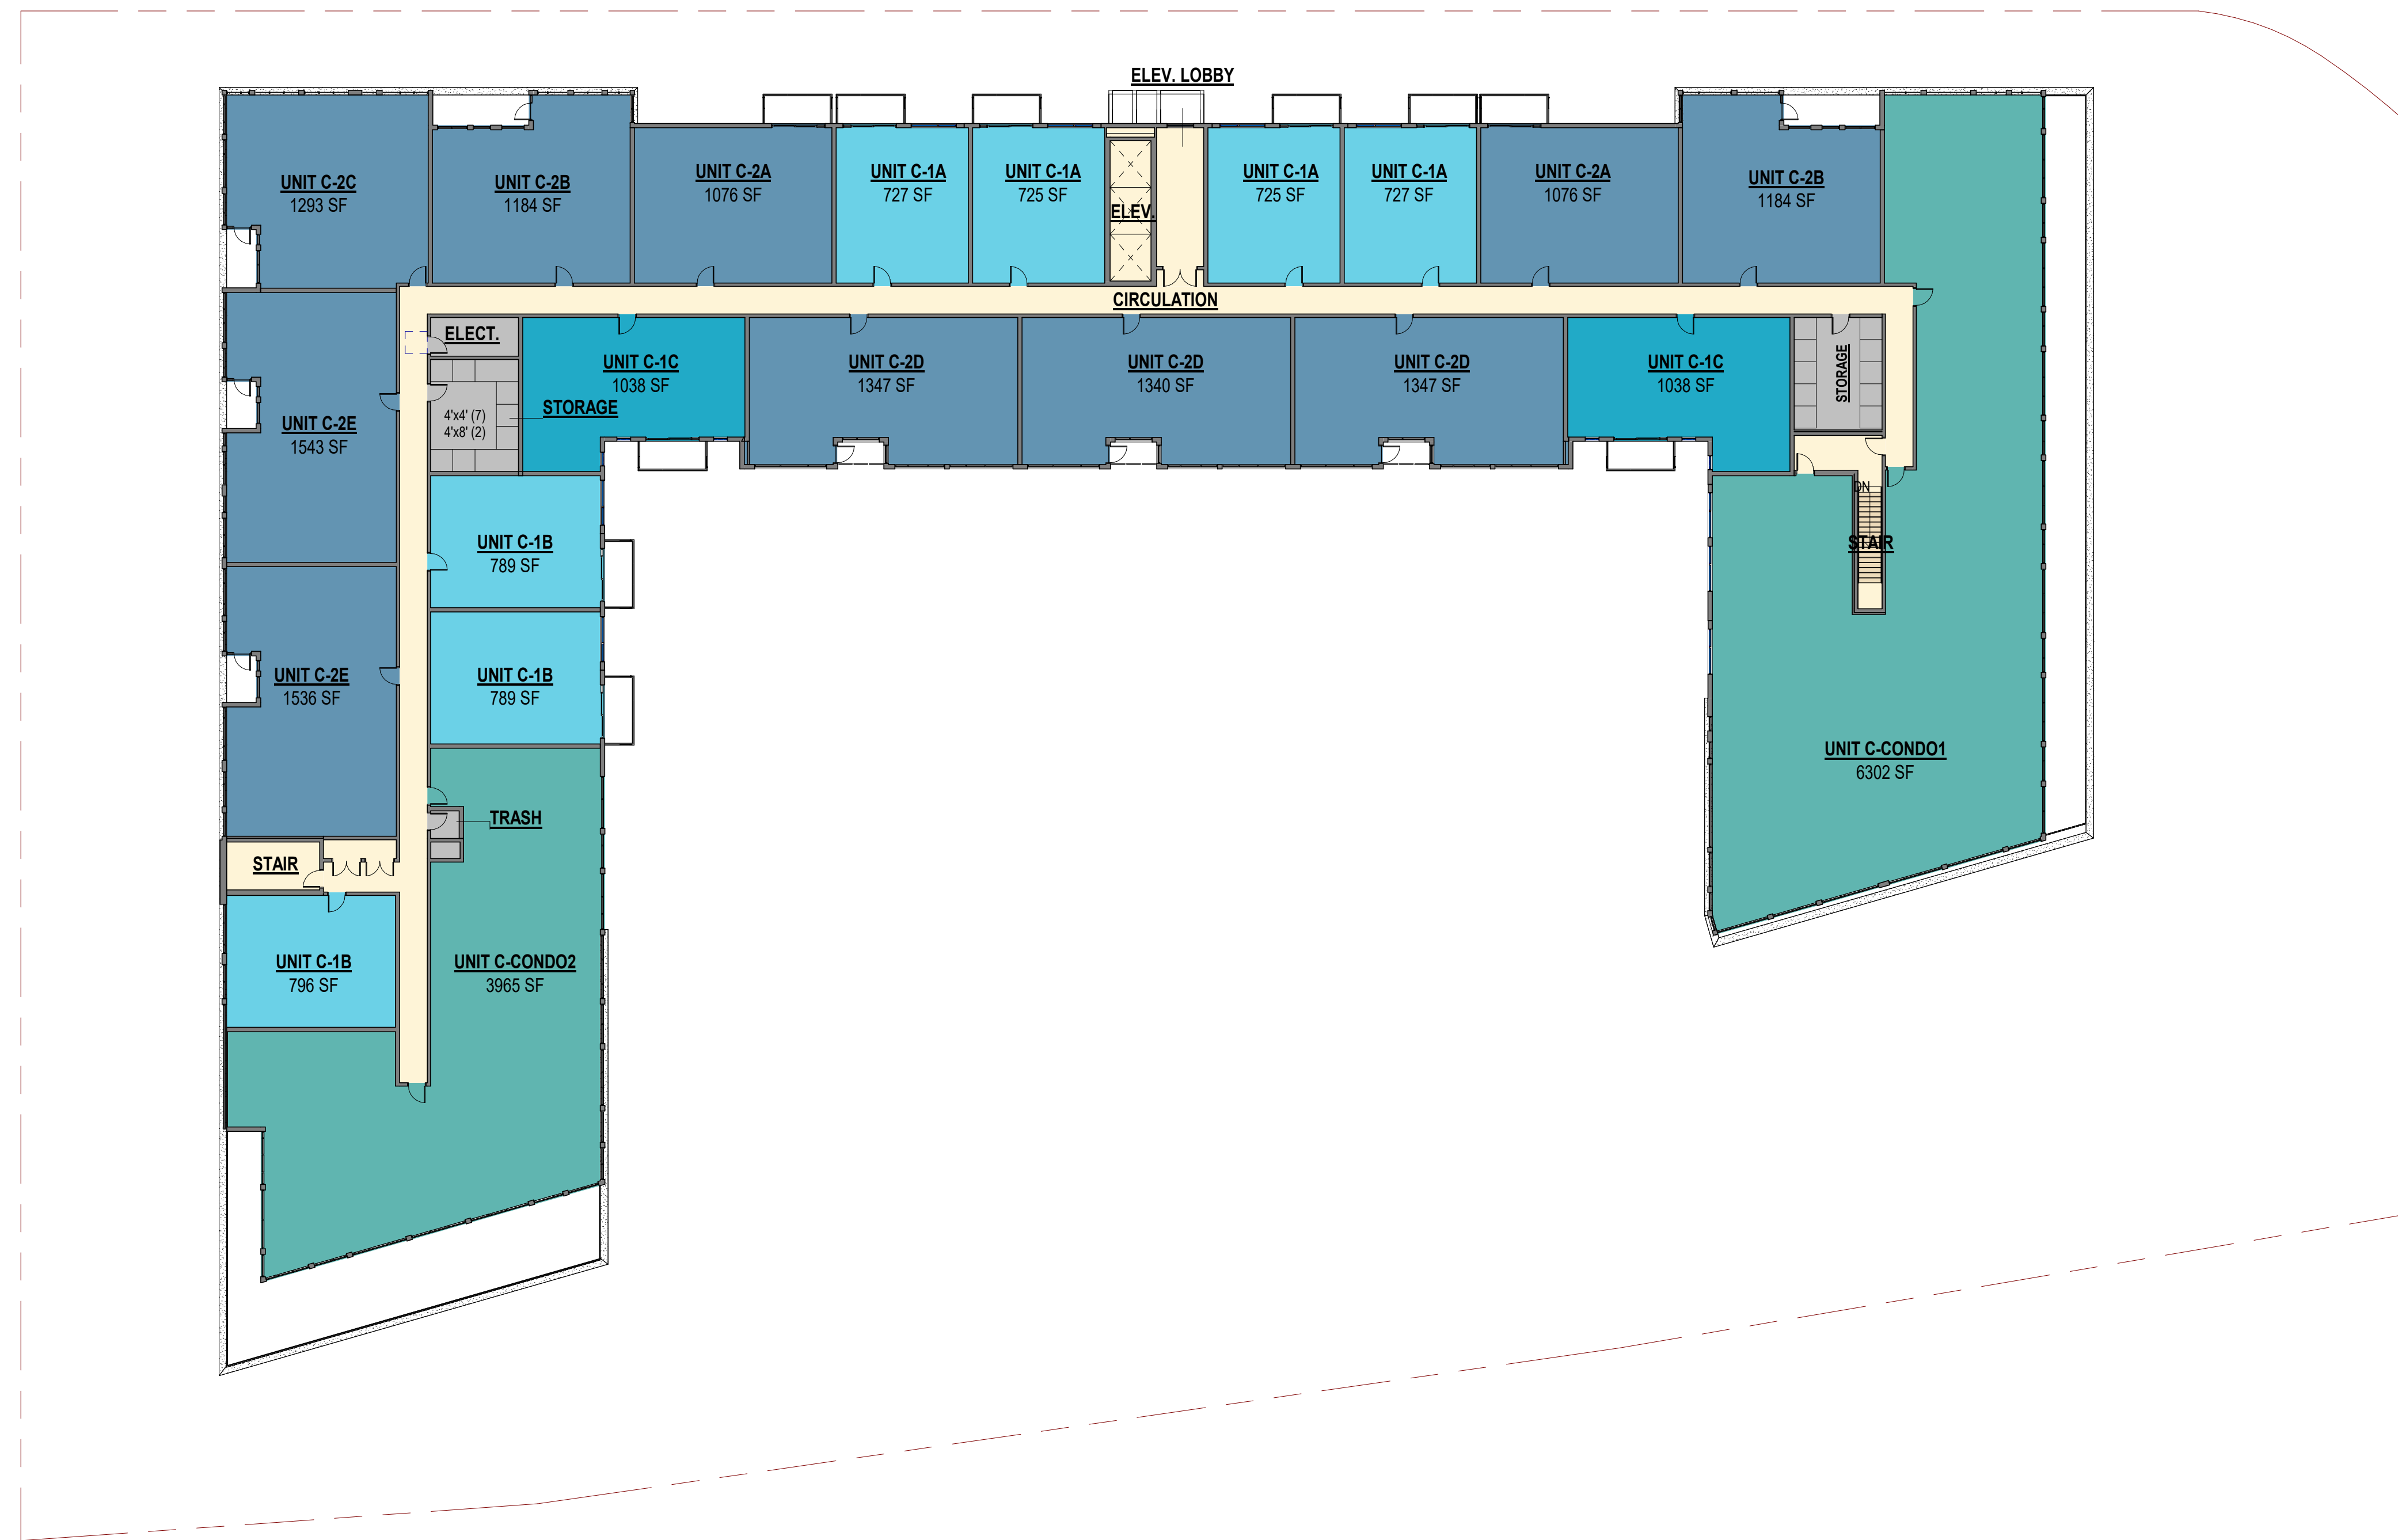 ELEV. LOBBY
UNIT C-2C
1293 SF
UNIT C-2B
1184 SF
UNIT C-2A
1076 SF
UNIT C-1A
727 SF
UNIT C-1A
725 SF
ELEV.
UNIT C-1A
725 SF
UNIT C-1A
727 SF
UNIT C-2A
1076 SF
UNIT C-2B
1184 SF
CIRCULATION
ELECT.
UNIT C-1C
1038 SF
UNIT C-2D
1347 SF
UNIT C-2D
1340 SF
UNIT C-2D
1347 SF
UNIT C-1C
1038 SF
STORAGE
4'x4' (7)
4'x8' (2)
STORAGE
UNIT C-2E
1543 SF
DN
STAIR
UNIT C-1B
789 SF
UNIT C-2E
1536 SF
UNIT C-1B
789 SF
UNIT C-CONDO1
6302 SF
TRASH
STAIR
UNIT C-1B
796 SF
UNIT C-CONDO2
3965 SF